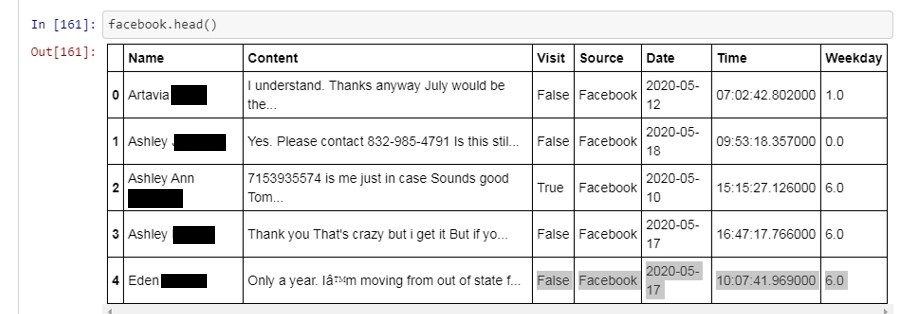 In [161]: facebook.head()
Out[161]:
Name Content Visit Source Date Time Weekday
0 Artavia I understand. Thanks anyway July would be the... False Facebook 2020-05-12 07:02:42.802000 1.0
1 Ashley J Yes. Please contact 832-985-4791 Is this stil... False Facebook 2020-05-18 09:53:18.357000 0.0
2 Ashley Ann 7153935574 is me just in case Sounds good Tom... True Facebook 2020-05-10 15:15:27.126000 6.0
3 Ashley Thank you That's crazy but i get it But if yo... False Facebook 2020-05-17 16:47:17.766000 6.0
4 Eden Only a year. Iâ€™m moving from out of state f... False Facebook 2020-05-17 10:07:41.969000 6.0